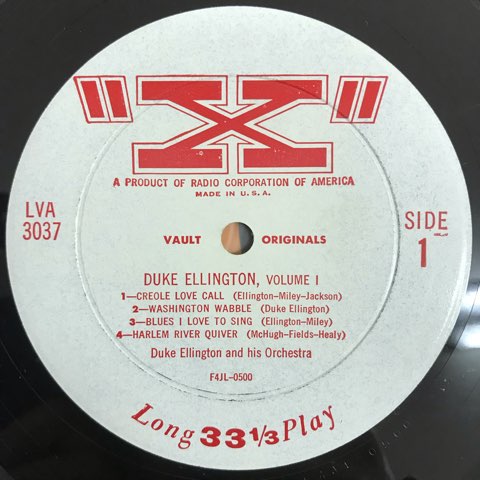 "X"
A PRODUCT OF RADIO CORPORATION OF AMERICA
MADE IN U.S.A.
LVA
3037
SIDE
1
VAULT ORIGINALS
DUKE ELLINGTON, VOLUME I
1—CREOLE LOVE CALL (Ellington-Miley-Jackson)
2—WASHINGTON WABBLE (Duke Ellington)
3—BLUES I LOVE TO SING (Ellington-Miley)
4—HARLEM RIVER QUIVER (McHugh-Fields-Healy)
Duke Ellington and his Orchestra
F4JL-0500
Long 33 1/3 Play